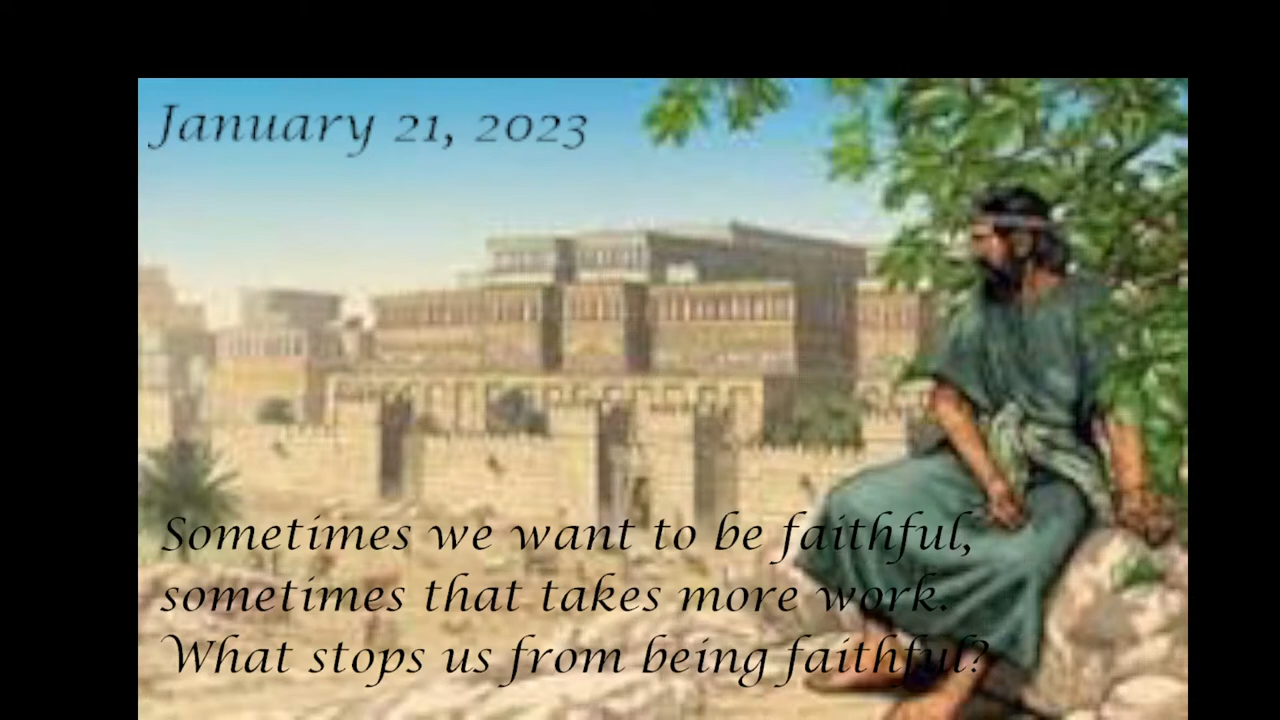 January 21, 2023
Sometimes we want to be faithful,
sometimes that takes more work.
What stops us from being faithful?